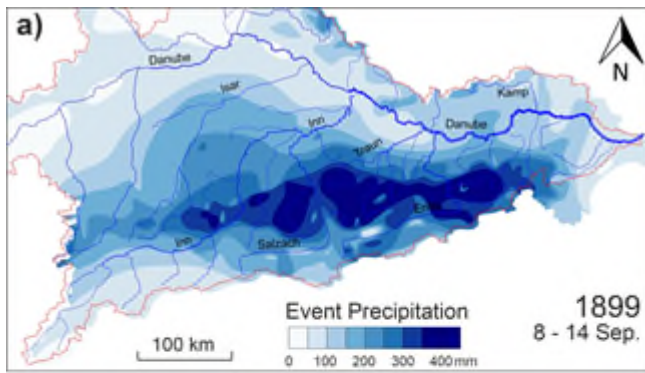 a)
N
Danube
Isar
Inn
Kamp
Danube
Traun
Enns
Inn
Salzach
Event Precipitation
0 100 200 300 400 mm
100 km
1899
8 - 14 Sep.